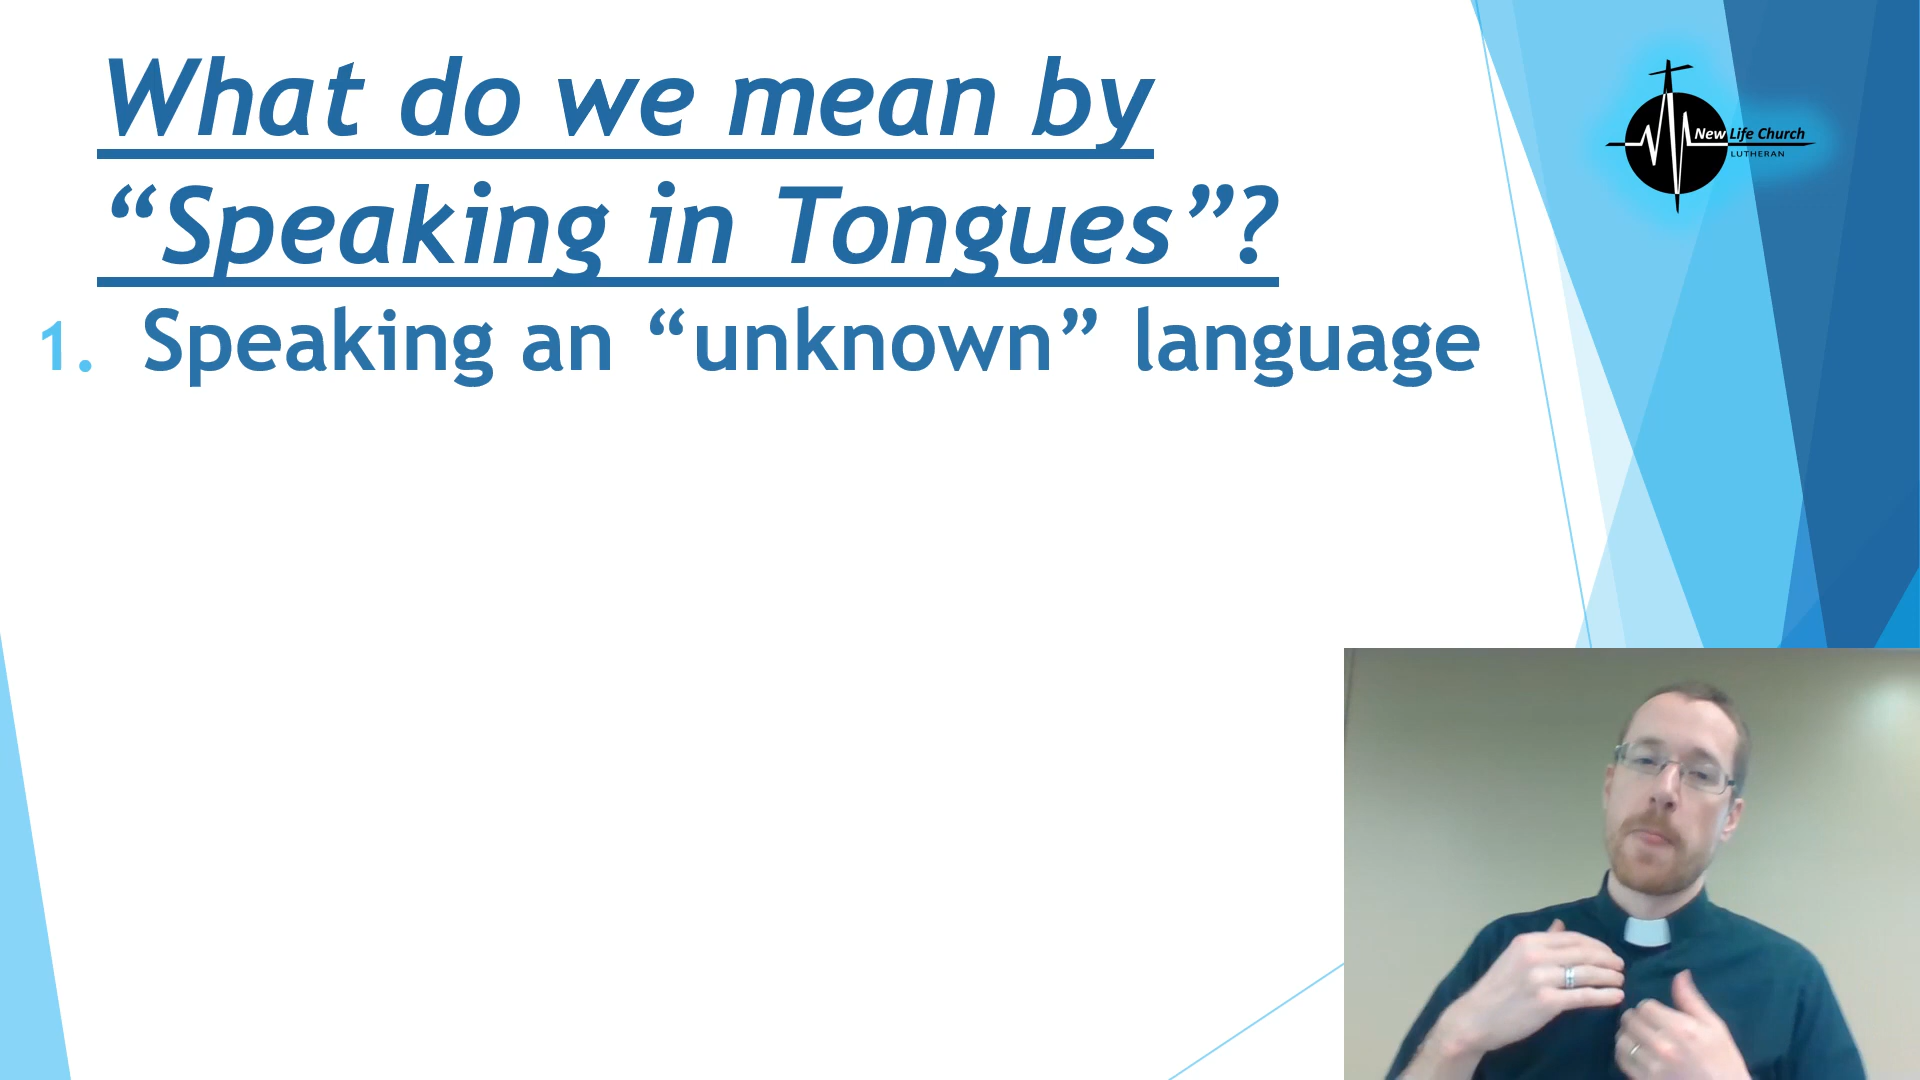 What do we mean by
“Speaking in Tongues”?
New Life Church
LUTHERAN
1. Speaking an “unknown” language